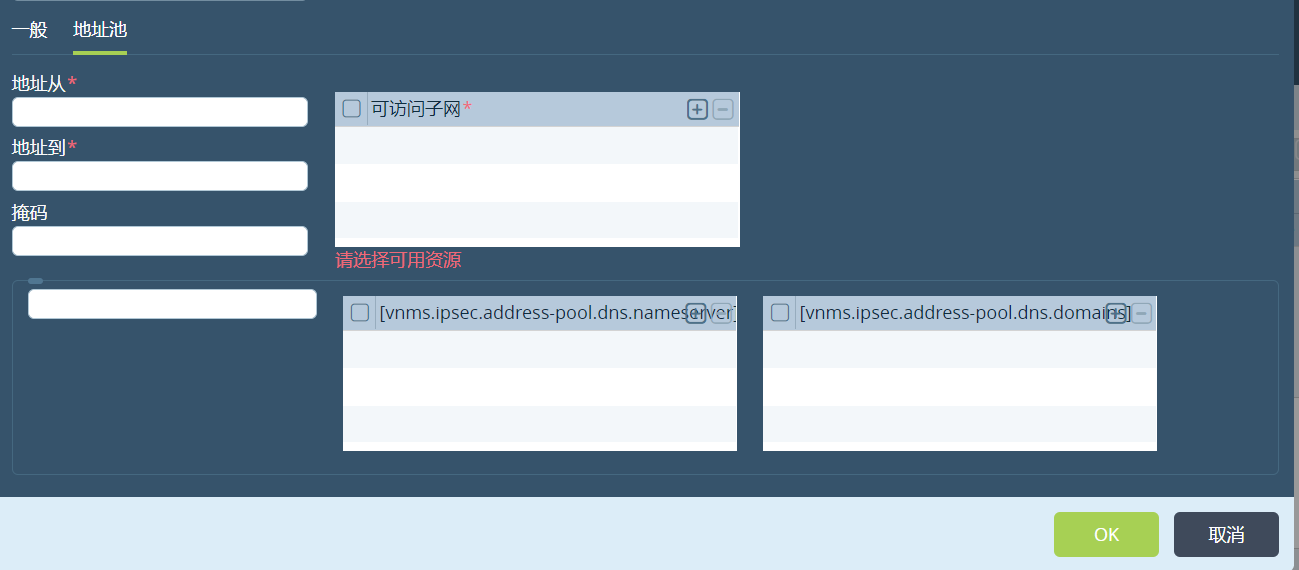 一般 地址池
地址从*
可访问子网*
地址到*
掩码
请选择可用资源
[vnms.ipsec.address-pool.dns.nameserver]
[vnms.ipsec.address-pool.dns.domains]
OK 取消